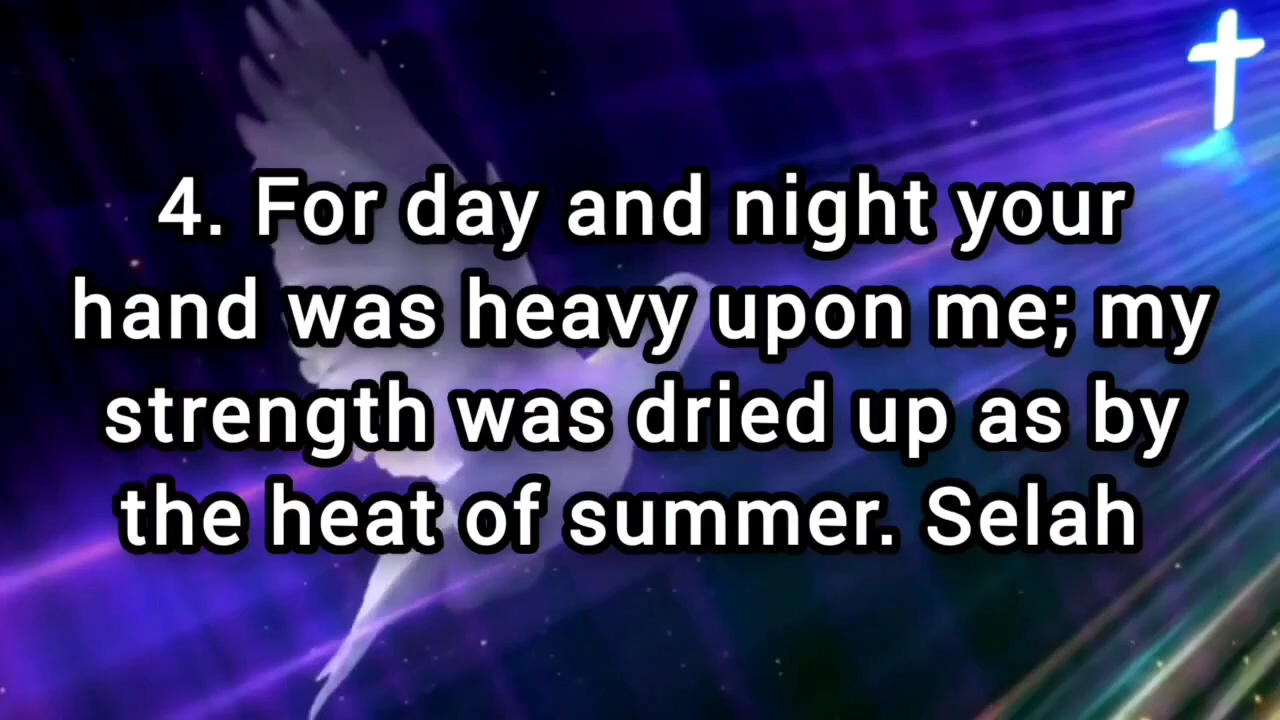 4. For day and night your
hand was heavy upon me; my
strength was dried up as by
the heat of summer. Selah